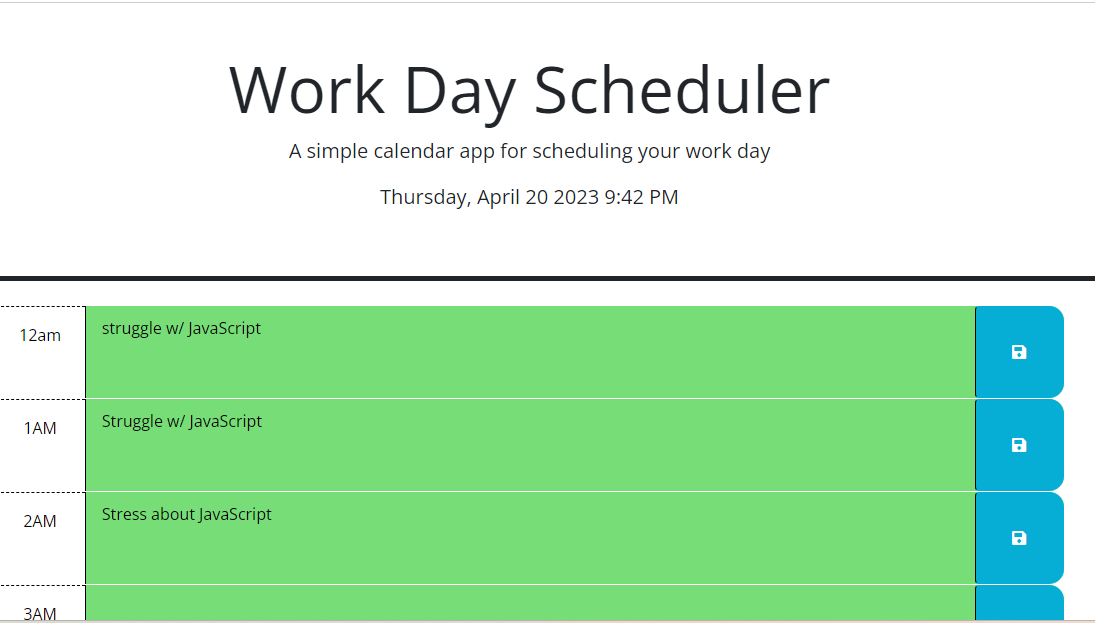 Work Day Scheduler
A simple calendar app for scheduling your work day
Thursday, April 20 2023 9:42 PM
12am
struggle w/ JavaScript
1AM
Struggle w/ JavaScript
2AM
Stress about JavaScript
3AM